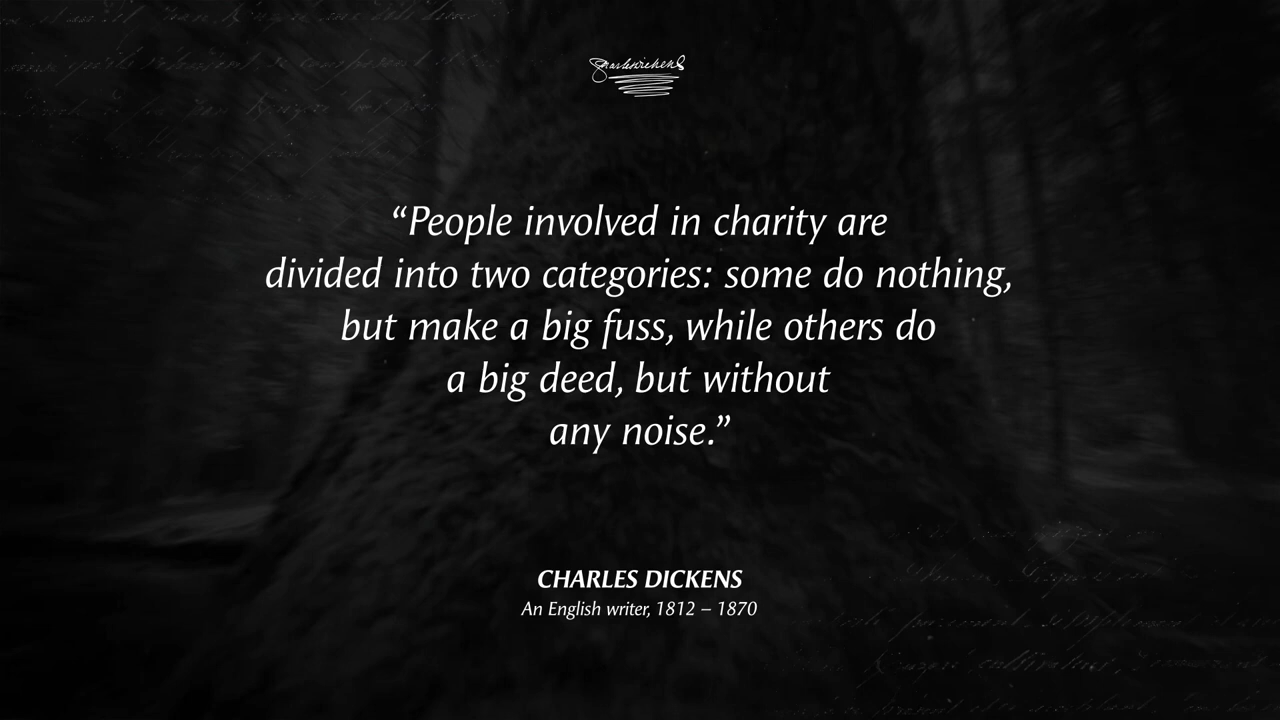 “People involved in charity are
divided into two categories: some do nothing,
but make a big fuss, while others do
a big deed, but without
any noise.”
CHARLES DICKENS
An English writer, 1812 – 1870